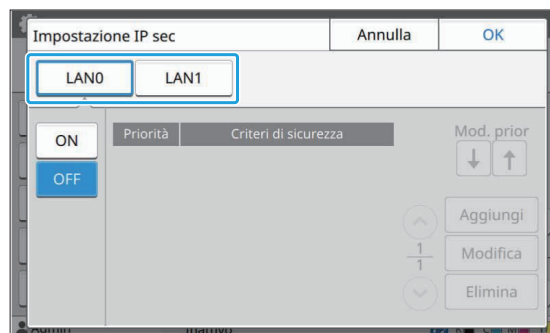 Impostazione IP sec Annulla OK
LAN0 LAN1
ON Priorità Criteri di sicurezza Mod. prior
OFF
Aggiungi
1
1
Modifica
Elimina
Admin Inattivo